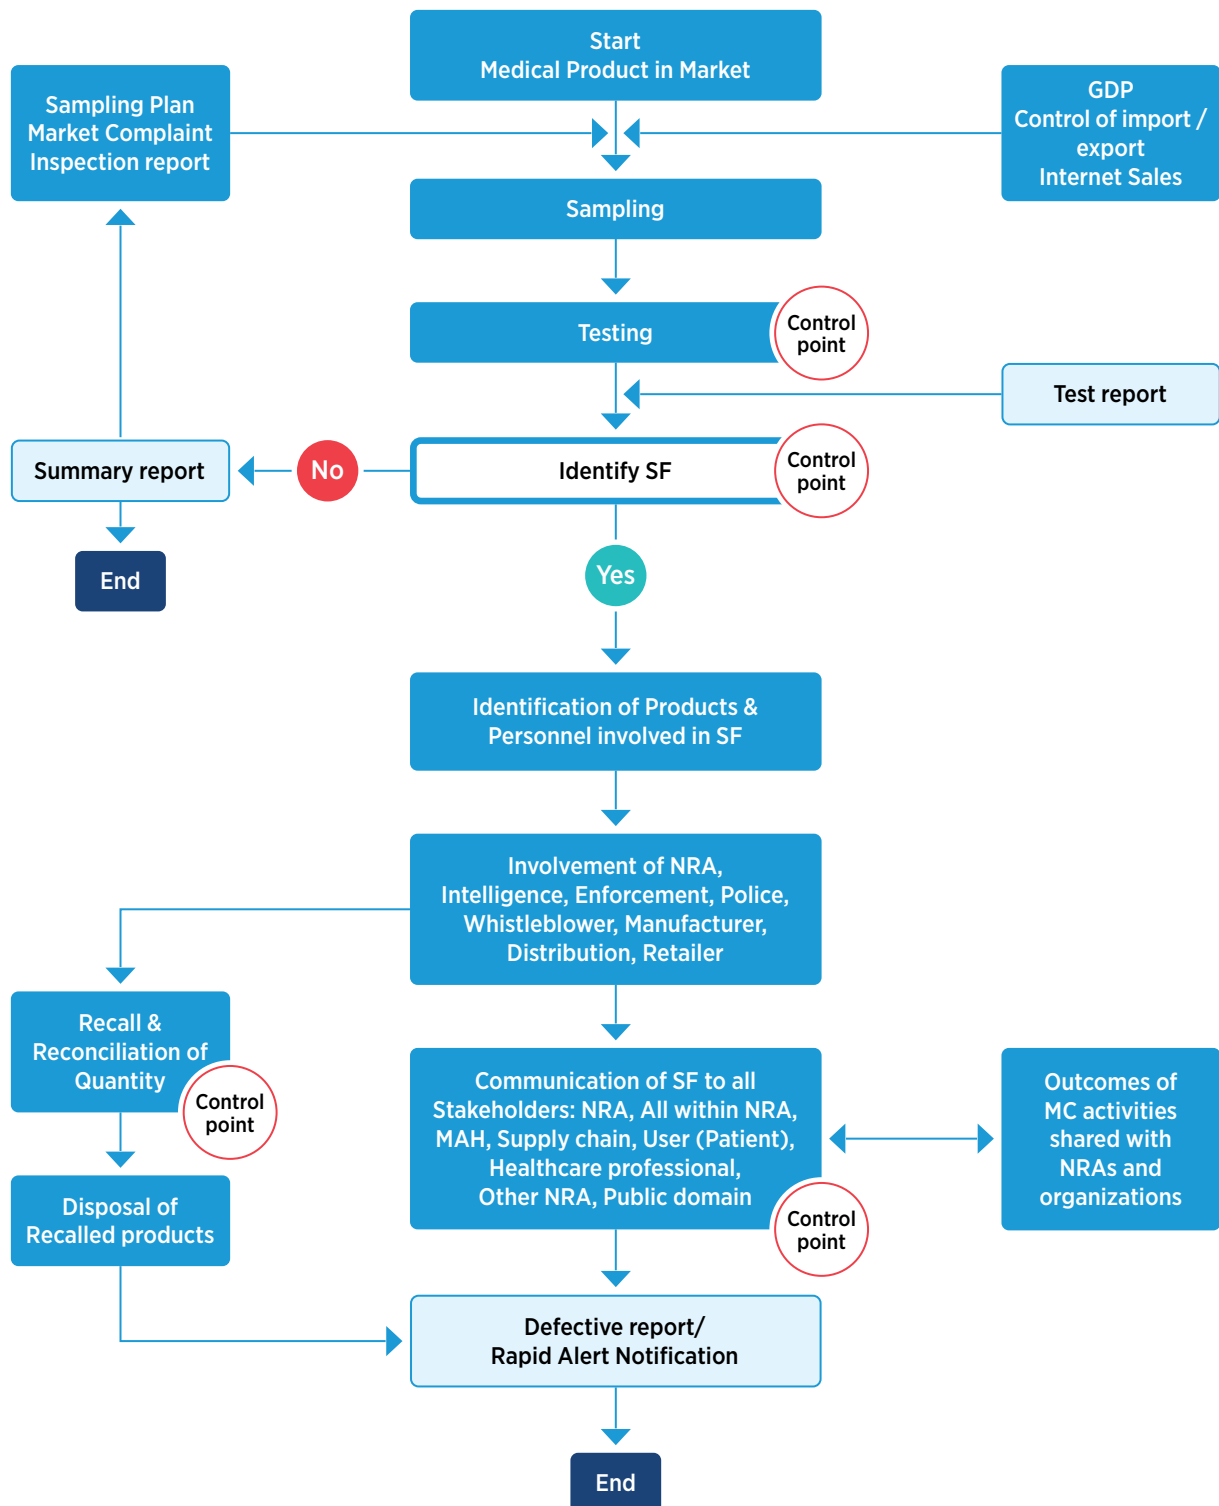 Start
Medical Product in Market
Sampling Plan
Market Complaint
Inspection report
GDP
Control of import /
export
Internet Sales
Sampling
Testing
Control
point
Test report
Summary report
No
Identify SF
Control
point
End
Yes
Identification of Products &
Personnel involved in SF
Involvement of NRA,
Intelligence, Enforcement, Police,
Whistleblower, Manufacturer,
Distribution, Retailer
Recall &
Reconciliation of
Quantity
Control
point
Communication of SF to all
Stakeholders: NRA, All within NRA,
MAH, Supply chain, User (Patient),
Healthcare professional,
Other NRA, Public domain
Control
point
Outcomes of
MC activities
shared with
NRAs and
organizations
Disposal of
Recalled products
Defective report/
Rapid Alert Notification
End